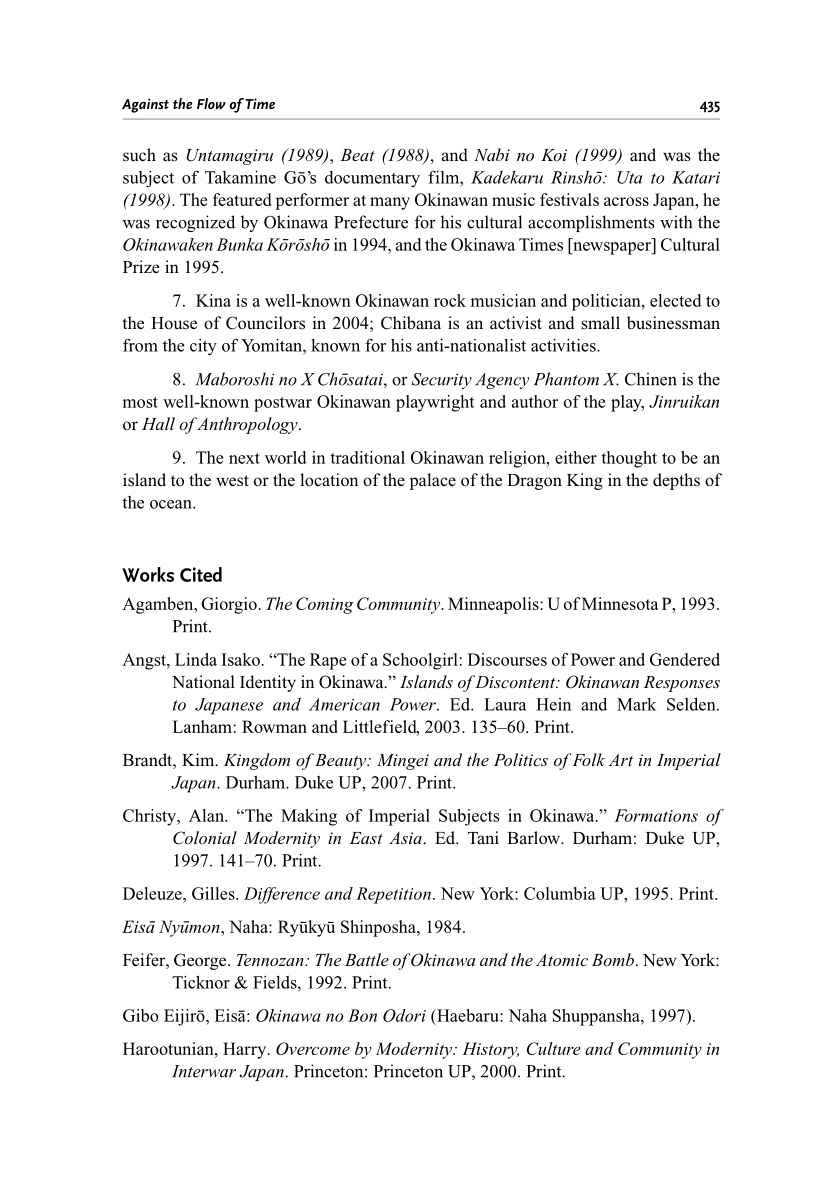 Against the Flow of Time 435
such as Untamagiru (1989), Beat (1988), and Nabi no Koi (1999) and was the
subject of Takamine Gō’s documentary film, Kadekaru Rinshō: Uta to Katari
(1998). The featured performer at many Okinawan music festivals across Japan, he
was recognized by Okinawa Prefecture for his cultural accomplishments with the
Okinawaken Bunka Kōrōshō in 1994, and the Okinawa Times [newspaper] Cultural
Prize in 1995.
7. Kina is a well-known Okinawan rock musician and politician, elected to
the House of Councilors in 2004; Chibana is an activist and small businessman
from the city of Yomitan, known for his anti-nationalist activities.
8. Maboroshi no X Chōsatai, or Security Agency Phantom X. Chinen is the
most well-known postwar Okinawan playwright and author of the play, Jinruikan
or Hall of Anthropology.
9. The next world in traditional Okinawan religion, either thought to be an
island to the west or the location of the palace of the Dragon King in the depths of
the ocean.
Works Cited
Agamben, Giorgio. The Coming Community. Minneapolis: U of Minnesota P, 1993.
Print.
Angst, Linda Isako. “The Rape of a Schoolgirl: Discourses of Power and Gendered
National Identity in Okinawa.” Islands of Discontent: Okinawan Responses
to Japanese and American Power. Ed. Laura Hein and Mark Selden.
Lanham: Rowman and Littlefield, 2003. 135–60. Print.
Brandt, Kim. Kingdom of Beauty: Mingei and the Politics of Folk Art in Imperial
Japan. Durham. Duke UP, 2007. Print.
Christy, Alan. “The Making of Imperial Subjects in Okinawa.” Formations of
Colonial Modernity in East Asia. Ed. Tani Barlow. Durham: Duke UP,
1997. 141–70. Print.
Deleuze, Gilles. Difference and Repetition. New York: Columbia UP, 1995. Print.
Eisā Nyūmon, Naha: Ryūkyū Shinposha, 1984.
Feifer, George. Tennozan: The Battle of Okinawa and the Atomic Bomb. New York:
Ticknor & Fields, 1992. Print.
Gibo Eijirō, Eisā: Okinawa no Bon Odori (Haebaru: Naha Shuppansha, 1997).
Harootunian, Harry. Overcome by Modernity: History, Culture and Community in
Interwar Japan. Princeton: Princeton UP, 2000. Print.